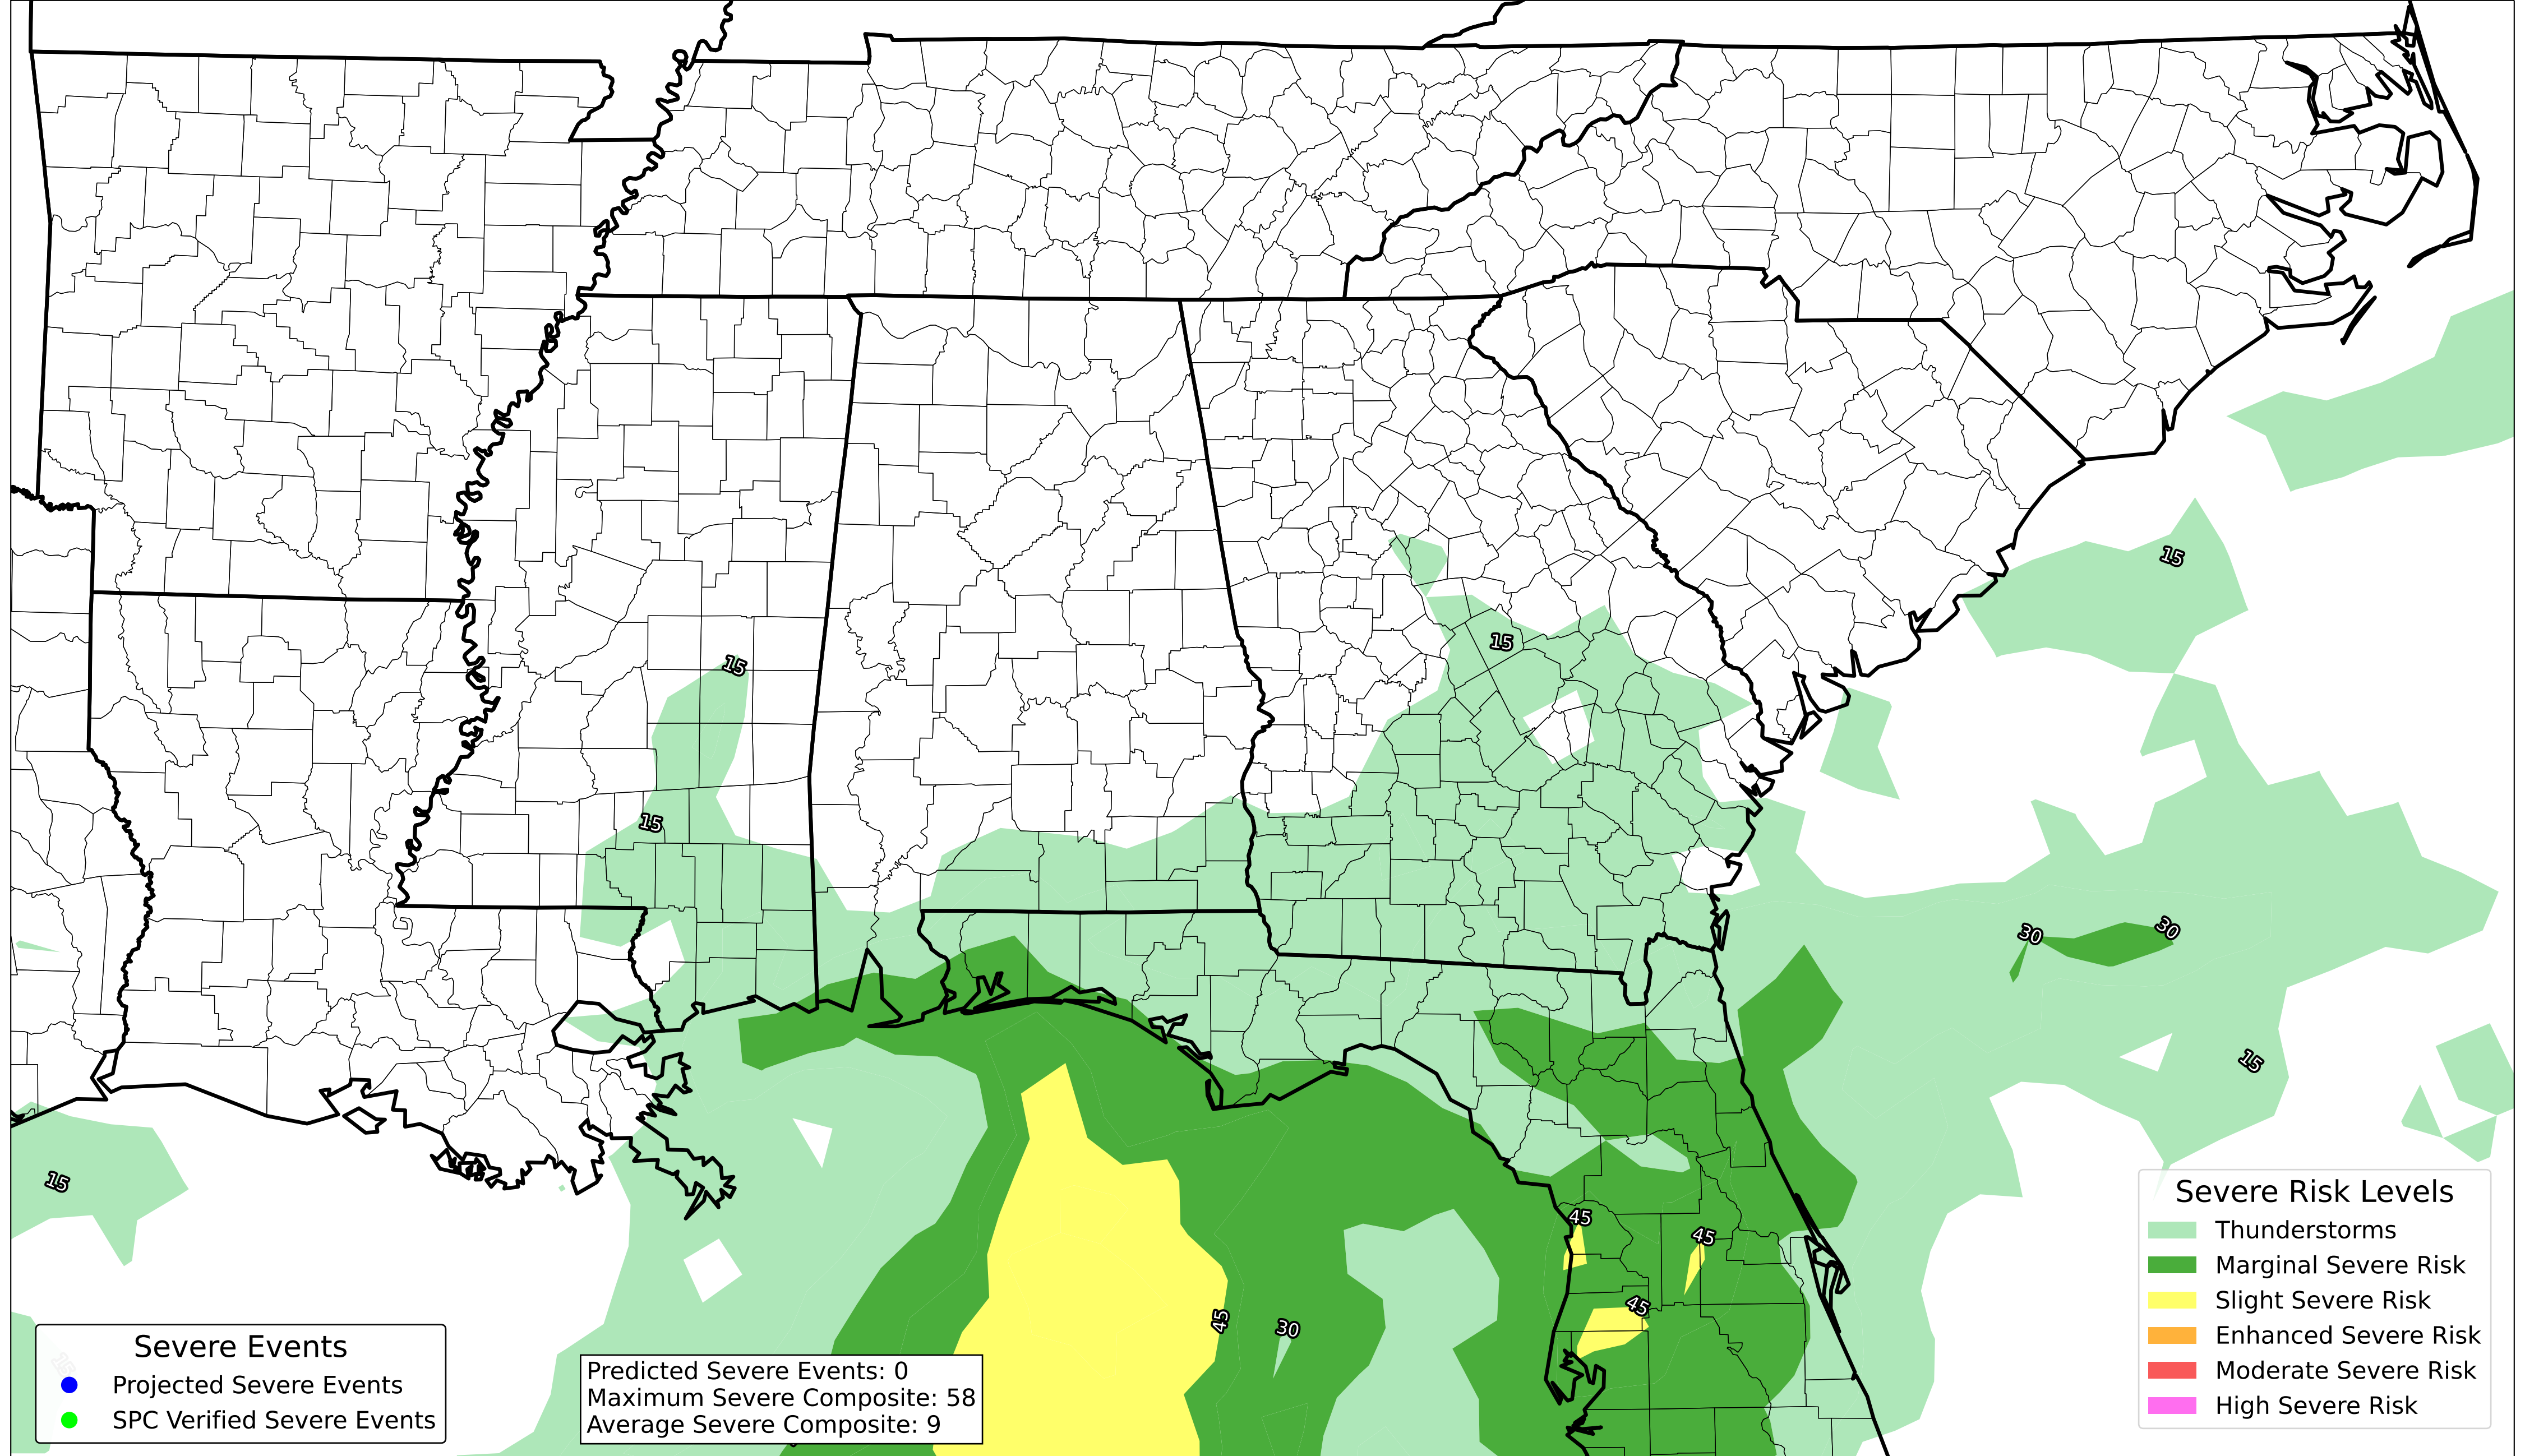 15
15
15
15
30
30
15
15
45
45
45
45
30
15
Severe Risk Levels
Thunderstorms
Marginal Severe Risk
Slight Severe Risk
Enhanced Severe Risk
Moderate Severe Risk
High Severe Risk
Severe Events
Projected Severe Events
SPC Verified Severe Events
Predicted Severe Events: 0
Maximum Severe Composite: 58
Average Severe Composite: 9